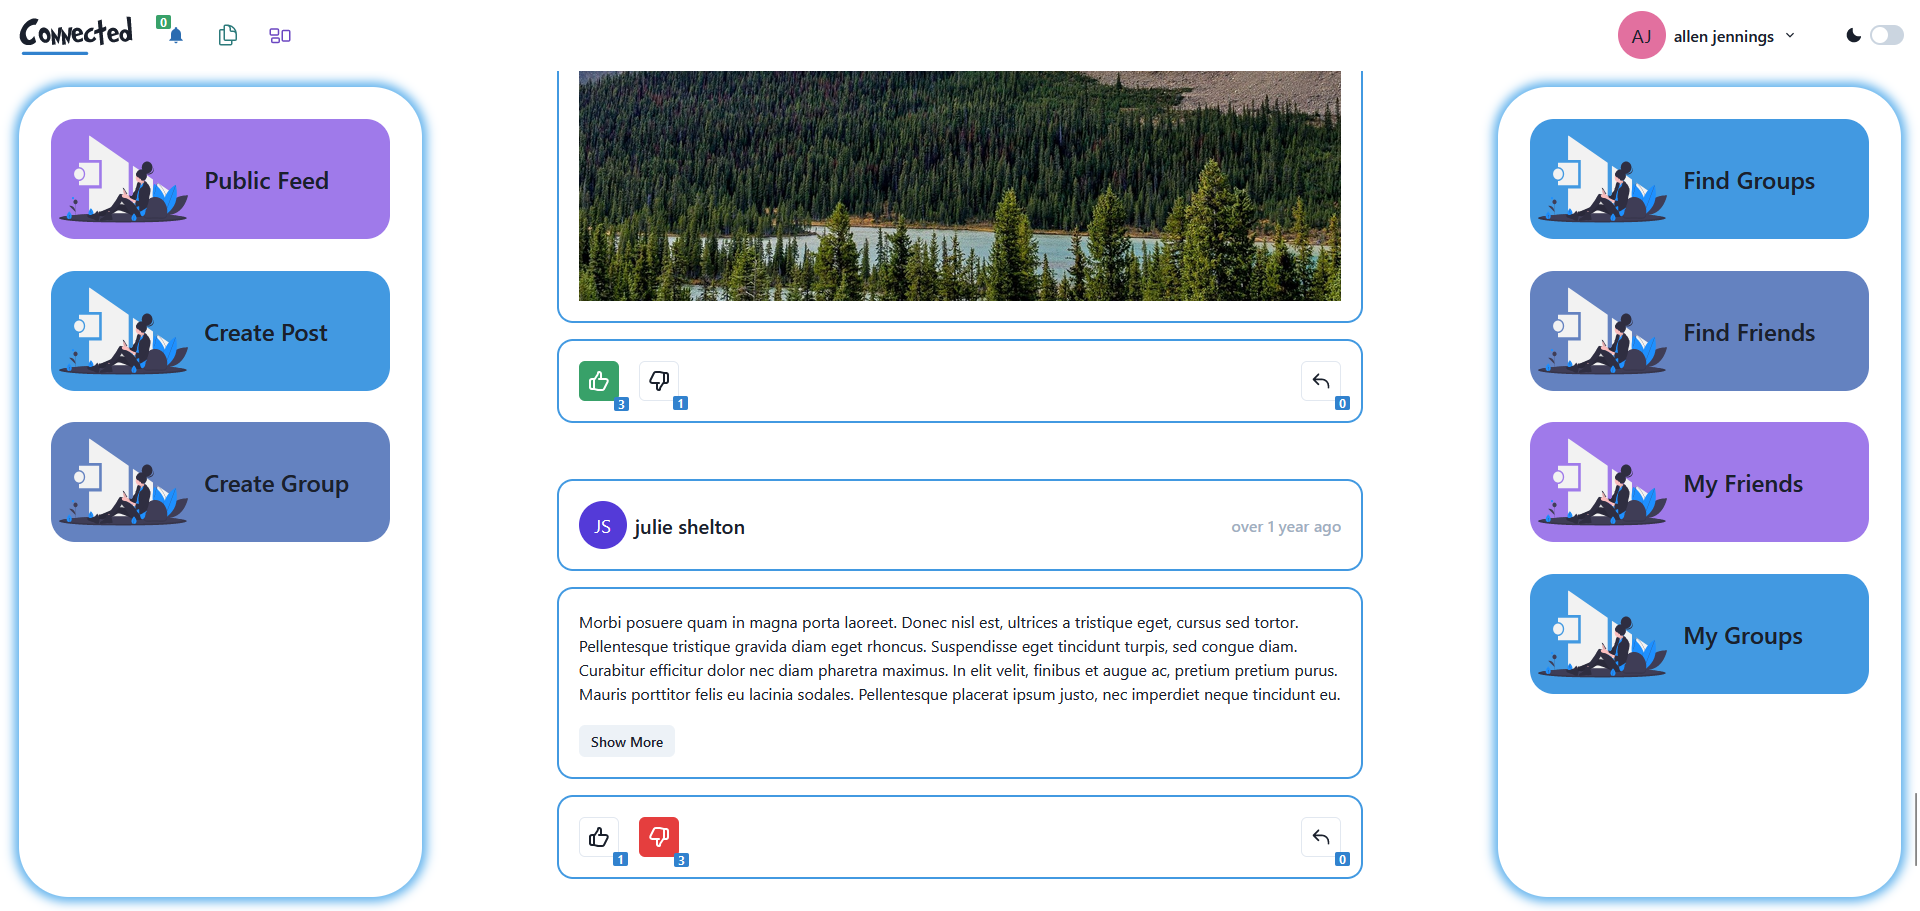 Connected
0
AJ allen jennings
Public Feed
Create Post
Create Group
3
1
0
JS julie shelton
over 1 year ago
Morbi posuere quam in magna porta laoreet. Donec nisl est, ultrices a tristique eget, cursus sed tortor.
Pellentesque tristique gravida diam eget rhoncus. Suspendisse eget tincidunt turpis, sed congue diam.
Curabitur efficitur dolor nec diam pharetra maximus. In elit velit, finibus et augue ac, pretium pretium purus.
Mauris porttitor felis eu lacinia sodales. Pellentesque placerat ipsum justo, nec imperdiet neque tincidunt eu.
Show More
1
3
0
Find Groups
Find Friends
My Friends
My Groups